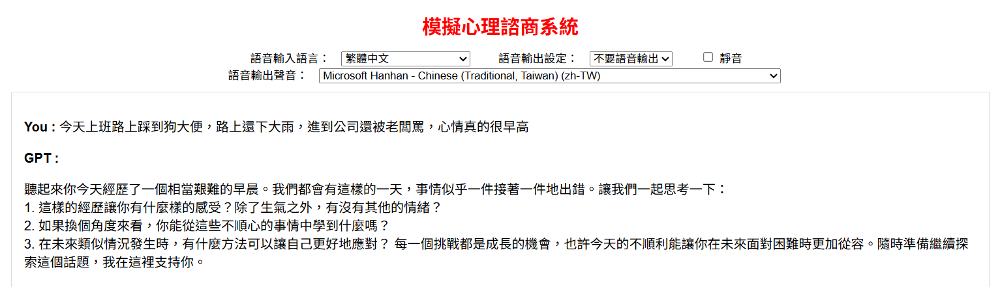 模擬心理諮商系統
語音輸入語言： 繁體中文 語音輸出設定： 不要語音輸出 靜音
語音輸出聲音： Microsoft Hanhan - Chinese (Traditional, Taiwan) (zh-TW)
You : 今天上班路上踩到狗大便，路上還下大雨，進到公司還被老闆罵，心情真的很早高
GPT :
聽起來你今天經歷了一個相當艱難的早晨。我們都會有這樣的一天，事情似乎一件接著一件地出錯。讓我們一起思考一下：
1. 這樣的經歷讓你有什麼樣的感受？除了生氣之外，有沒有其他的情緒？
2. 如果換個角度來看，你能從這些不順心的事情中學到什麼嗎？
3. 在未來類似情況發生時，有什麼方法可以讓自己更好地應對？ 每一個挑戰都是成長的機會，也許今天的不順利能讓你在未來面對困難時更加從容。隨時準備繼續探
索這個話題，我在這裡支持你。